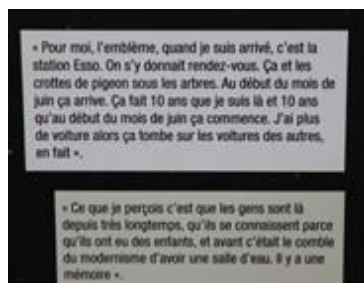 « Pour moi, l'emblème, quand je suis arrivé, c'est la
station Esso. On s'y donnait rendez-vous. Ça et les
crottes de pigeon sous les arbres. Au début du mois de
juin ça arrive. Ça fait 10 ans que je suis là et 10 ans
qu'au début du mois de juin ça commence. J'ai plus
de voiture alors ça tombe sur les voitures des autres,
en fait ».
« Ce que je perçois c'est que les gens sont là
depuis très longtemps, qu'ils se connaissent parce
qu'ils ont eu des enfants, et avant c'était le comble
du modernisme d'avoir une salle d'eau. Il y a une
mémoire ».